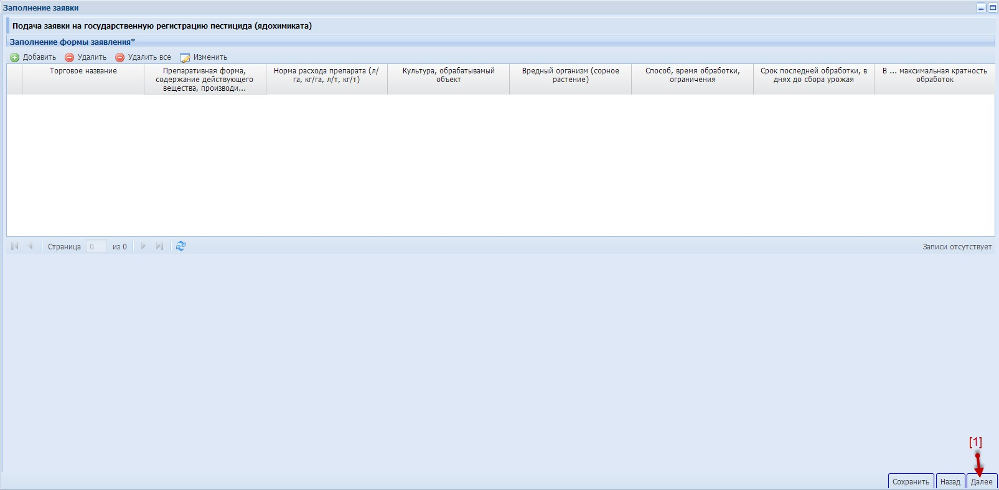 Заполнение заявки
Подача заявки на государственную регистрацию пестицида (ядохимиката)
Заполнение формы заявления*
Добавить Удалить Удалить все Изменить
Торговое название
Препаративная форма,
содержание действующего
вещества, производи...
Норма расхода препарата (л/
га, кг/га, л/т, кг/т)
Культура, обрабатывамый
объект
Вредный организм (сорное
растение)
Способ, время обработки,
ограничения
Срок последней обработки, в
днях до сбора урожая
В ... максимальная кратность
обработок
Страница 0 из 0
Записи отсутствует
[1]
Сохранить Назад Далее